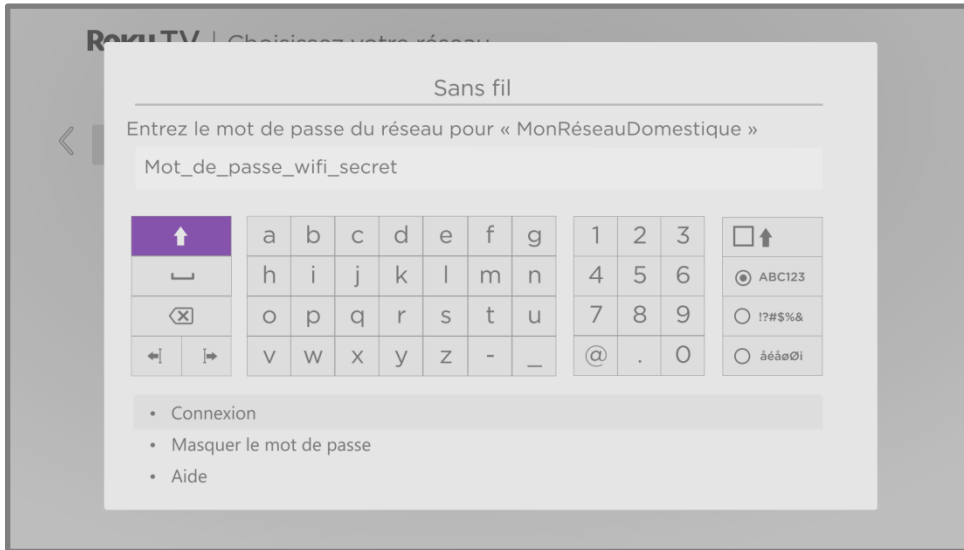 Roku TV | Choisissez votre réseau
Sans fil
Entrez le mot de passe du réseau pour « MonRéseauDomestique »
Mot_de_passe_wifi_secret
a b c d e f g 1 2 3
h i j k l m n 4 5 6 ABC123
o p q r s t u 7 8 9 !?#$%&
v w x y z - _ @ . 0 åéåøØi
• Connexion
• Masquer le mot de passe
• Aide